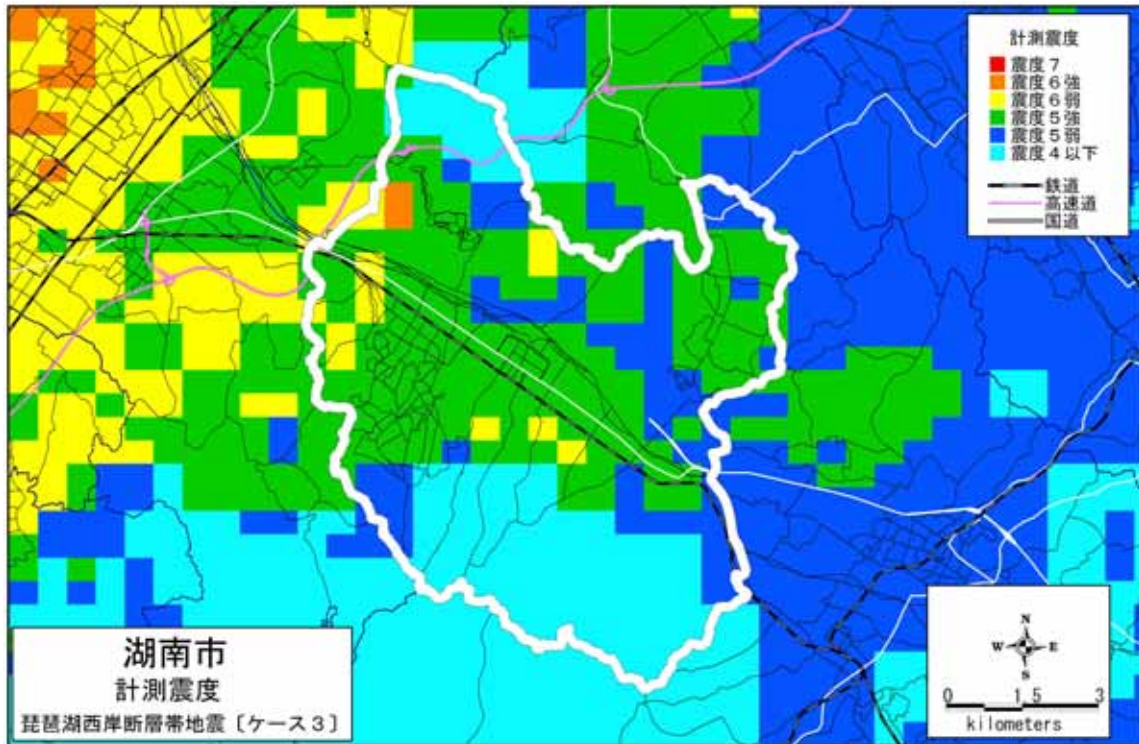 計測震度
震度7
震度6強
震度6弱
震度5強
震度5弱
震度4以下
鉄道
高速道
国道
湖南市
計測震度
琵琶湖西岸断層帯地震〔ケース3〕
N
W E
S
0 1.5 3
kilometers